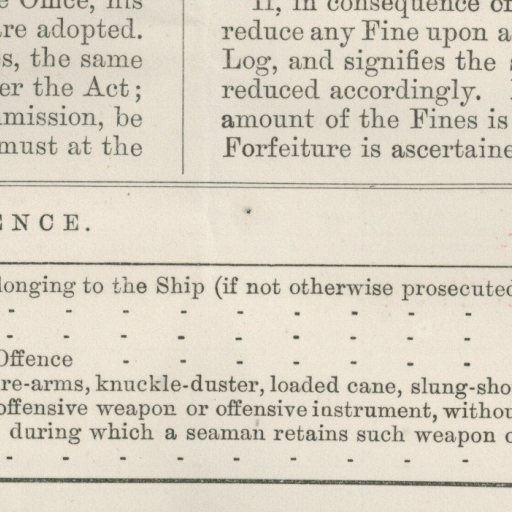 Office, his
are adopted.
s, the same
er the Act;
mission, be
must at the
If, in consequence of
reduce any Fine upon a
Log, and signifies the
reduced accordingly.
amount of the Fines is
Forfeiture is ascertaine
ENCE.
longing to the Ship (if not otherwise prosecuted
- - - - - - - - -
- - - - - - - - -
Offence - - - - - - -
re-arms, knuckle-duster, loaded cane, slung-sho
offensive weapon or offensive instrument, withou
during which a seaman retains such weapon o
- - - - - - - - -